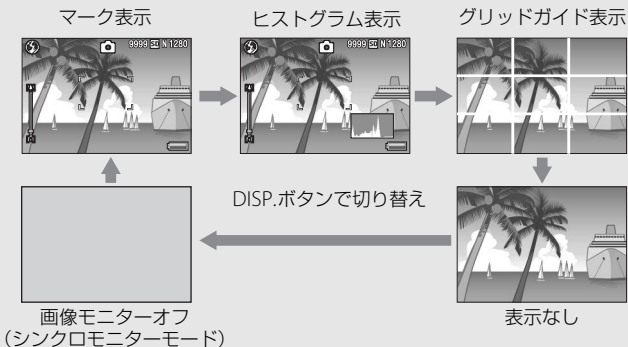 マーク表示
ヒストグラム表示
グリッドガイド表示
9999 IN N 1280
9999 IN N 1280
DISP.ボタンで切り替え
画像モニターオフ
（シンクロモニターモード）
表示なし